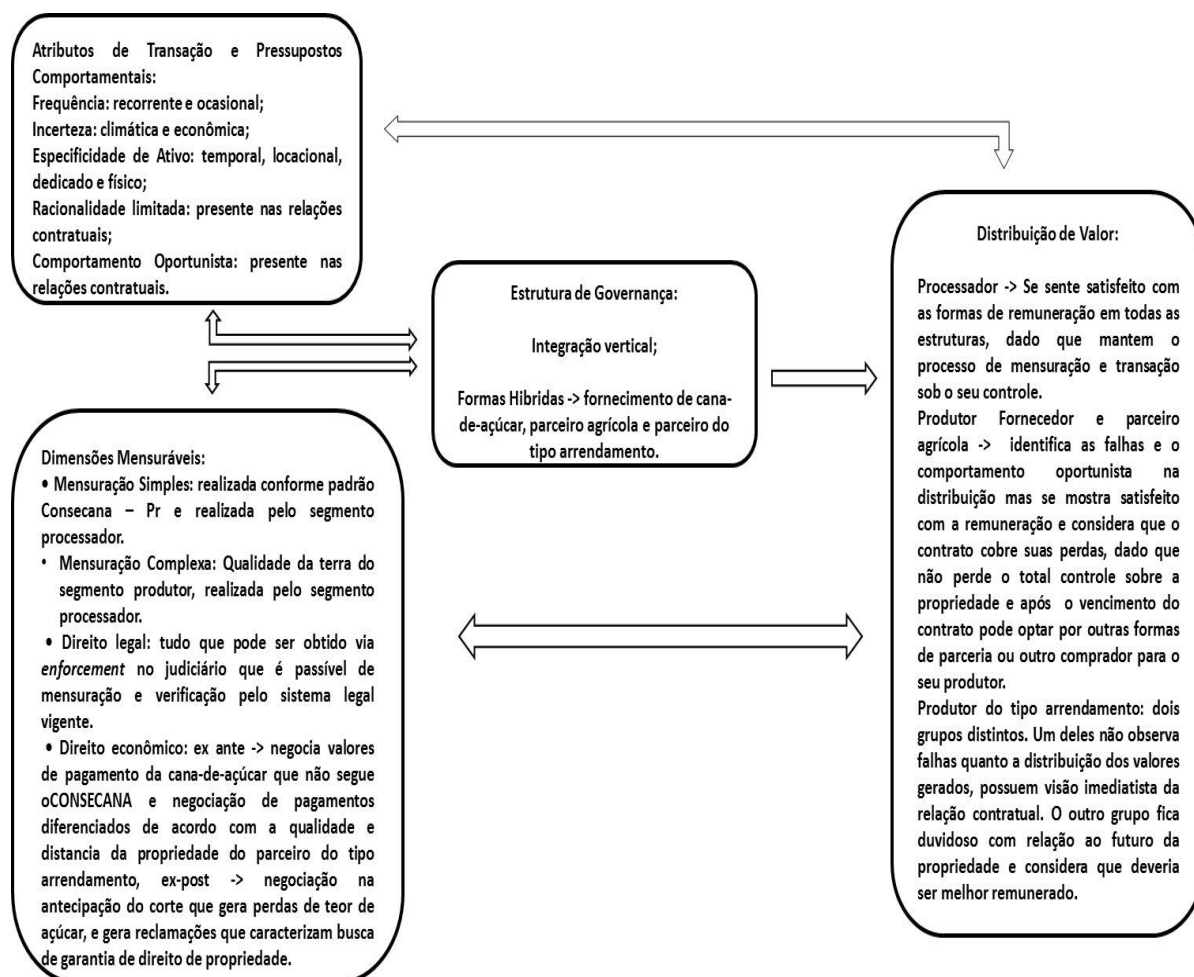 Atributos de Transação e Pressupostos
Comportamentais:
Frequência: recorrente e ocasional;
Incerteza: climática e econômica;
Especificidade de Ativo: temporal, locacional,
dedicado e físico;
Racionalidade limitada: presente nas relações
contratuais;
Comportamento Oportunista: presente nas
relações contratuais.
Estrutura de Governança:
Integração vertical;
Formas Hibridas -> fornecimento de cana-
de-açúcar, parceiro agrícola e parceiro do
tipo arrendamento.
Dimensões Mensuráveis:
• Mensuração Simples: realizada conforme padrão
Consecana – Pr e realizada pelo segmento
processador.
• Mensuração Complexa: Qualidade da terra do
segmento produtor, realizada pelo segmento
processador.
• Direito legal: tudo que pode ser obtido via
enforcement no judiciário que é passível de
mensuração e verificação pelo sistema legal
vigente.
• Direito econômico: ex ante -> negocia valores
de pagamento da cana-de-açúcar que não segue
oCONSECANA e negociação de pagamentos
diferenciados de acordo com a qualidade e
distancia da propriedade do parceiro do tipo
arrendamento, ex-post -> negociação na
antecipação do corte que gera perdas de teor de
açúcar, e gera reclamações que caracterizam busca
de garantia de direito de propriedade.
Distribuição de Valor:
Processador -> Se sente satisfeito com
as formas de remuneração em todas as
estruturas, dado que mantem o
processo de mensuração e transação
sob o seu controle.
Produtor Fornecedor e parceiro
agrícola -> identifica as falhas e o
comportamento oportunista na
distribuição mas se mostra satisfeito
com a remuneração e considera que o
contrato cobre suas perdas, dado que
não perde o total controle sobre a
propriedade e após o vencimento do
contrato pode optar por outras formas
de parceria ou outro comprador para o
seu produtor.
Produtor do tipo arrendamento: dois
grupos distintos. Um deles não observa
falhas quanto a distribuição dos valores
gerados, possuem visão imediatista da
relação contratual. O outro grupo fica
duvidoso com relação ao futuro da
propriedade e considera que deveria
ser melhor remunerado.